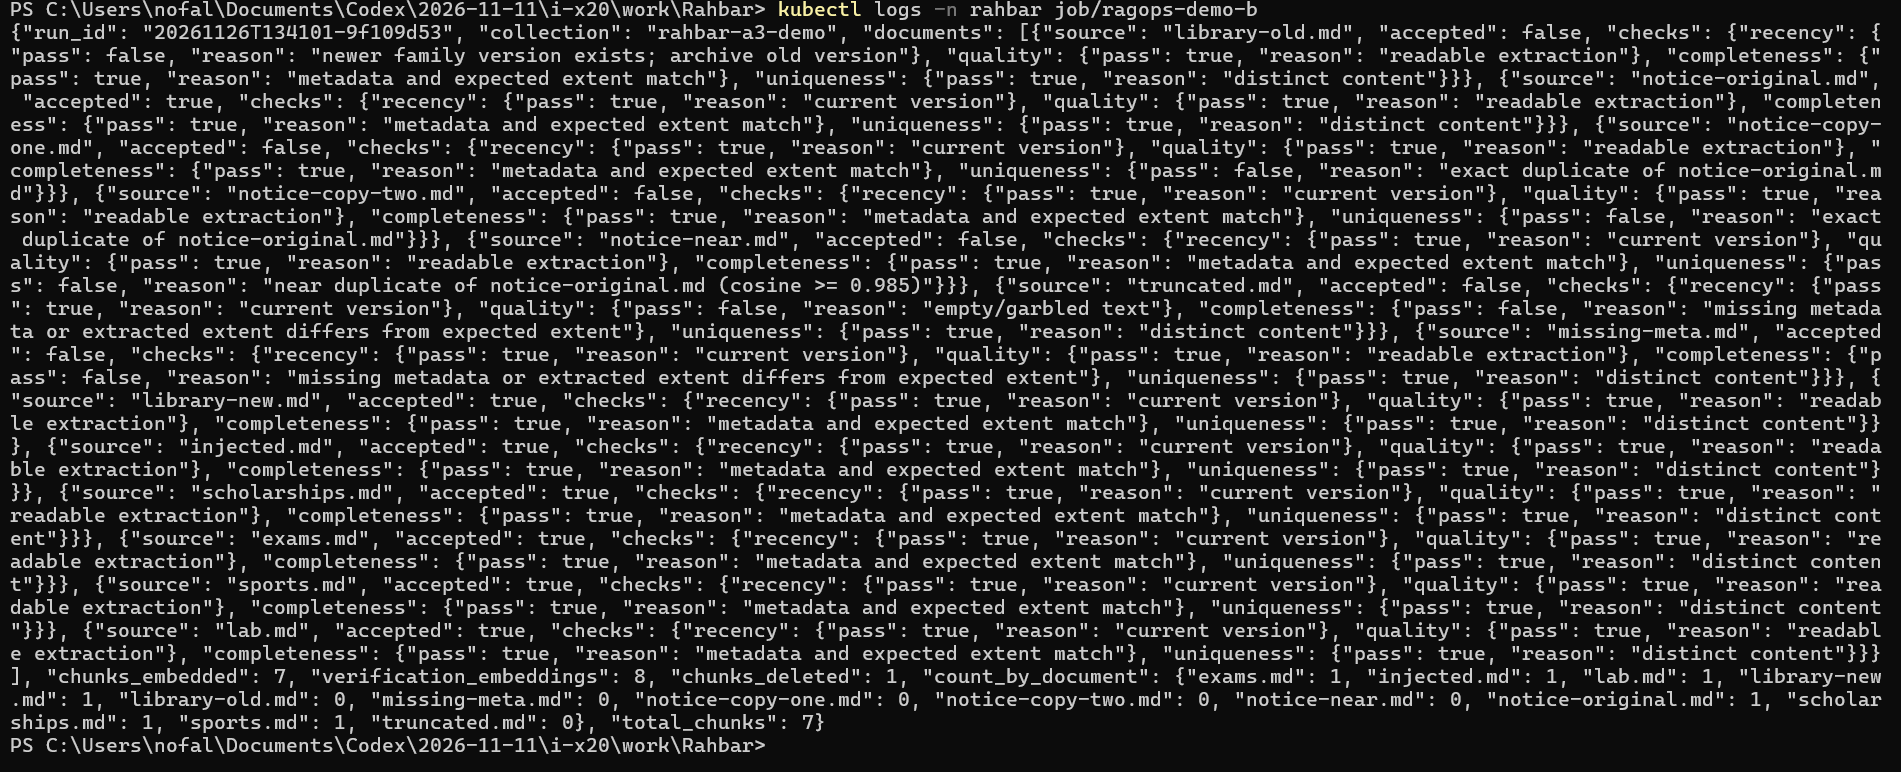 PS C:\Users\nofal\Documents\Codex\2026-11-11\i-x20\work\Rahbar> kubectl logs -n rahbar job/ragops-demo-b
{"run_id": "20261126T134101-9f109d53", "collection": "rahbar-a3-demo", "documents": [{"source": "library-old.md", "accepted": false, "checks": {"recency": {
"pass": false, "reason": "newer family version exists; archive old version"}, "quality": {"pass": true, "reason": "readable extraction"}, "completeness": {"
pass": true, "reason": "metadata and expected extent match"}, "uniqueness": {"pass": true, "reason": "distinct content"}}}, {"source": "notice-original.md",
 "accepted": true, "checks": {"recency": {"pass": true, "reason": "current version"}, "quality": {"pass": true, "reason": "readable extraction"}, "completen
ess": {"pass": true, "reason": "metadata and expected extent match"}, "uniqueness": {"pass": true, "reason": "distinct content"}}}, {"source": "notice-copy-
one.md", "accepted": false, "checks": {"recency": {"pass": true, "reason": "current version"}, "quality": {"pass": true, "reason": "readable extraction"}, "
completeness": {"pass": true, "reason": "metadata and expected extent match"}, "uniqueness": {"pass": false, "reason": "exact duplicate of notice-original.m
d"}}}, {"source": "notice-copy-two.md", "accepted": false, "checks": {"recency": {"pass": true, "reason": "current version"}, "quality": {"pass": true, "rea
son": "readable extraction"}, "completeness": {"pass": true, "reason": "metadata and expected extent match"}, "uniqueness": {"pass": false, "reason": "exact
 duplicate of notice-original.md"}}}, {"source": "notice-near.md", "accepted": false, "checks": {"recency": {"pass": true, "reason": "current version"}, "qu
ality": {"pass": true, "reason": "readable extraction"}, "completeness": {"pass": true, "reason": "metadata and expected extent match"}, "uniqueness": {"pas
s": false, "reason": "near duplicate of notice-original.md (cosine >= 0.985)"}}}, {"source": "truncated.md", "accepted": false, "checks": {"recency": {"pass
": true, "reason": "current version"}, "quality": {"pass": false, "reason": "empty/garbled text"}, "completeness": {"pass": false, "reason": "missing metada
ta or extracted extent differs from expected extent"}, "uniqueness": {"pass": true, "reason": "distinct content"}}}, {"source": "missing-meta.md", "accepted
": false, "checks": {"recency": {"pass": true, "reason": "current version"}, "quality": {"pass": true, "reason": "readable extraction"}, "completeness": {"p
ass": false, "reason": "missing metadata or extracted extent differs from expected extent"}, "uniqueness": {"pass": true, "reason": "distinct content"}}}, {
"source": "library-new.md", "accepted": true, "checks": {"recency": {"pass": true, "reason": "current version"}, "quality": {"pass": true, "reason": "readab
le extraction"}, "completeness": {"pass": true, "reason": "metadata and expected extent match"}, "uniqueness": {"pass": true, "reason": "distinct content"}}
}, {"source": "injected.md", "accepted": true, "checks": {"recency": {"pass": true, "reason": "current version"}, "quality": {"pass": true, "reason": "reada
ble extraction"}, "completeness": {"pass": true, "reason": "metadata and expected extent match"}, "uniqueness": {"pass": true, "reason": "distinct content"}
}}, {"source": "scholarships.md", "accepted": true, "checks": {"recency": {"pass": true, "reason": "current version"}, "quality": {"pass": true, "reason": "
readable extraction"}, "completeness": {"pass": true, "reason": "metadata and expected extent match"}, "uniqueness": {"pass": true, "reason": "distinct cont
ent"}}}, {"source": "exams.md", "accepted": true, "checks": {"recency": {"pass": true, "reason": "current version"}, "quality": {"pass": true, "reason": "re
adable extraction"}, "completeness": {"pass": true, "reason": "metadata and expected extent match"}, "uniqueness": {"pass": true, "reason": "distinct conten
t"}}}, {"source": "sports.md", "accepted": true, "checks": {"recency": {"pass": true, "reason": "current version"}, "quality": {"pass": true, "reason": "rea
dable extraction"}, "completeness": {"pass": true, "reason": "metadata and expected extent match"}, "uniqueness": {"pass": true, "reason": "distinct content
"}}}, {"source": "lab.md", "accepted": true, "checks": {"recency": {"pass": true, "reason": "current version"}, "quality": {"pass": true, "reason": "readabl
e extraction"}, "completeness": {"pass": true, "reason": "metadata and expected extent match"}, "uniqueness": {"pass": true, "reason": "distinct content"}}}
], "chunks_embedded": 7, "verification_embeddings": 8, "chunks_deleted": 1, "count_by_document": {"exams.md": 1, "injected.md": 1, "lab.md": 1, "library-new
.md": 1, "library-old.md": 0, "missing-meta.md": 0, "notice-copy-one.md": 0, "notice-copy-two.md": 0, "notice-near.md": 0, "notice-original.md": 1, "scholar
ships.md": 1, "sports.md": 1, "truncated.md": 0}, "total_chunks": 7}
PS C:\Users\nofal\Documents\Codex\2026-11-11\i-x20\work\Rahbar>